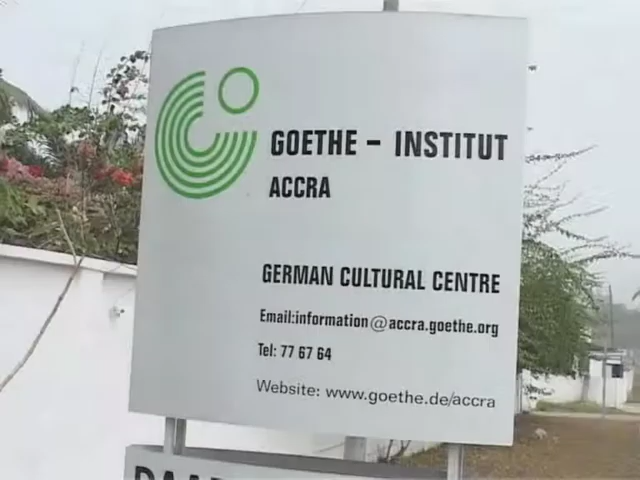 GOETHE – INSTITUT
ACCRA
GERMAN CULTURAL CENTRE
Email:information@accra.goethe.org
Tel: 77 67 64
Website: www.goethe.de/accra